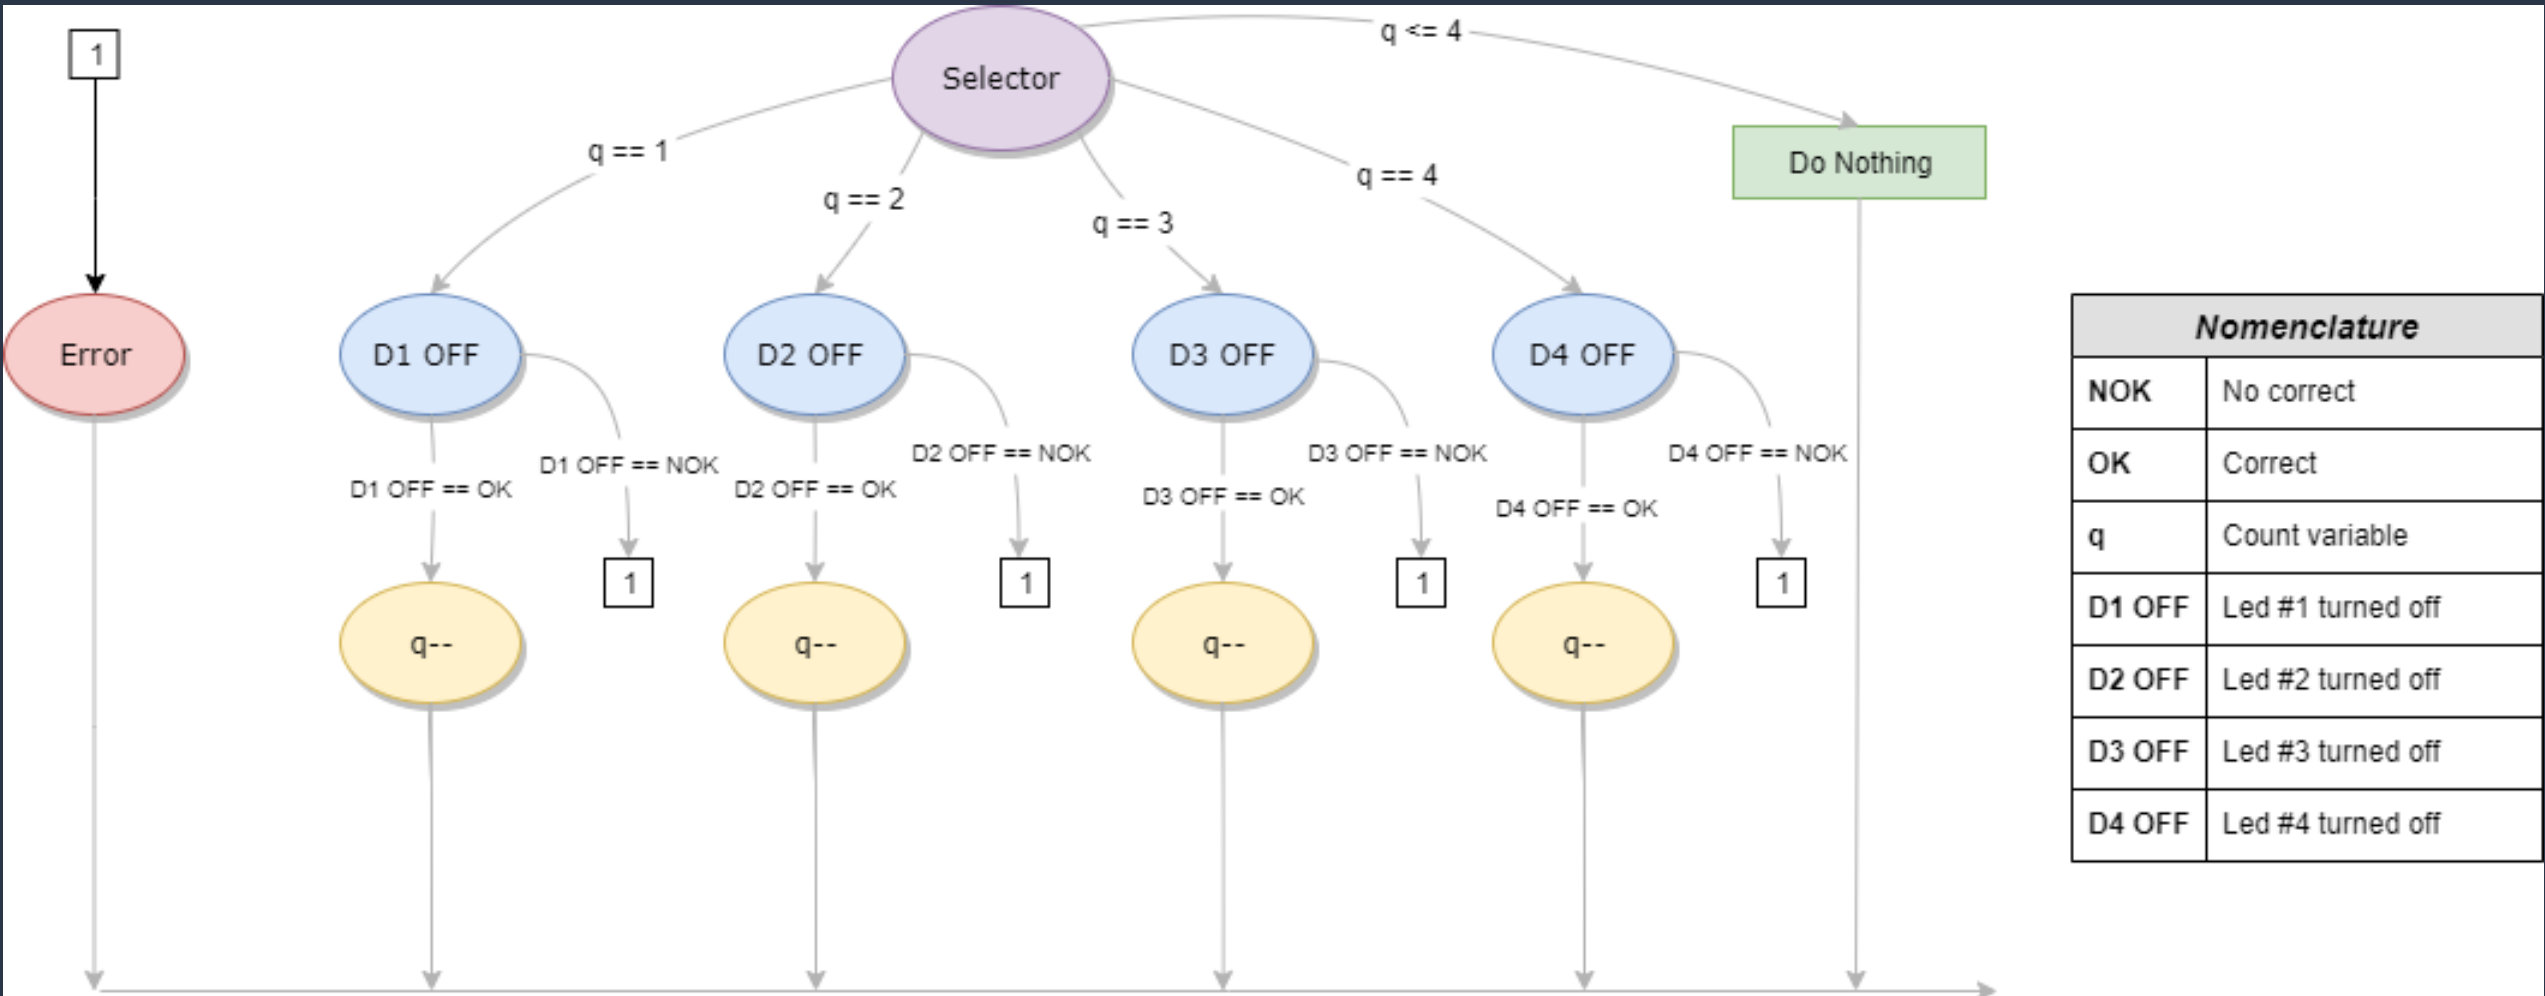 q <= 4
1
Selector
q == 1
q == 2
q == 3
q == 4
Do Nothing
Error
D1 OFF
D2 OFF
D3 OFF
D4 OFF
D1 OFF == NOK
D2 OFF == NOK
D3 OFF == NOK
D4 OFF == NOK
D1 OFF == OK
D2 OFF == OK
D3 OFF == OK
D4 OFF == OK
1
1
1
1
q--
q--
q--
q--
Nomenclature
NOK No correct
OK Correct
q Count variable
D1 OFF Led #1 turned off
D2 OFF Led #2 turned off
D3 OFF Led #3 turned off
D4 OFF Led #4 turned off